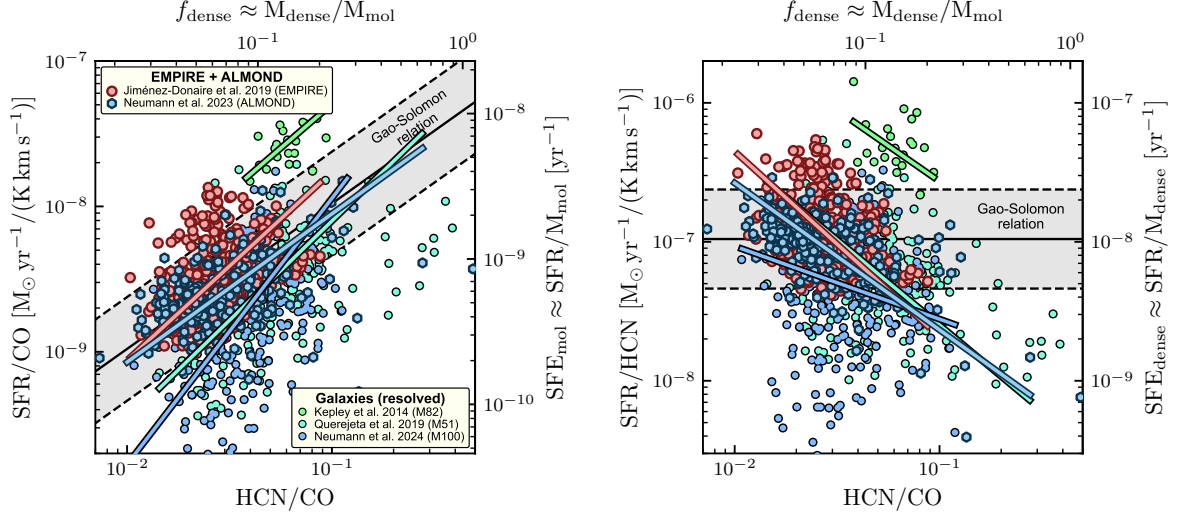 f_dense ≈ M_dense/M_mol
10⁻¹ 10⁰
10⁻⁷
10⁻⁸
10⁻⁹
SFR/CO [M⊙ yr⁻¹/(K km s⁻¹)]
EMPIRE + ALMOND
Jiménez-Donaire et al. 2019 (EMPIRE)
Neumann et al. 2023 (ALMOND)
Gao-Solomon
relation
Galaxies (resolved)
Kepley et al. 2014 (M82)
Querejeta et al. 2019 (M51)
Neumann et al. 2024 (M100)
10⁻⁸
10⁻⁹
10⁻¹⁰
SFE_mol ≈ SFR/M_mol [yr⁻¹]
10⁻² 10⁻¹
HCN/CO
f_dense ≈ M_dense/M_mol
10⁻¹ 10⁰
10⁻⁶
10⁻⁷
10⁻⁸
SFR/HCN [M⊙ yr⁻¹/(K km s⁻¹)]
Gao-Solomon
relation
10⁻⁷
10⁻⁸
10⁻⁹
SFE_dense ≈ SFR/M_dense [yr⁻¹]
10⁻² 10⁻¹
HCN/CO